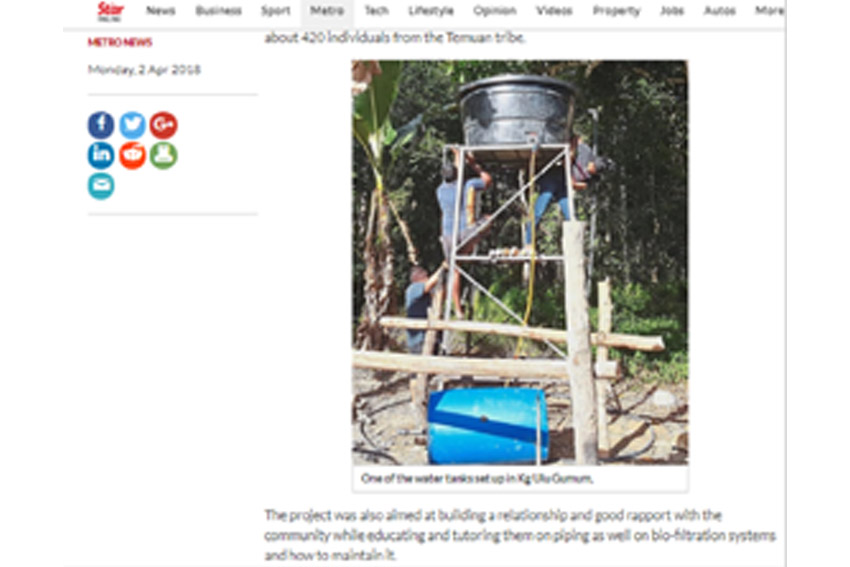 Star
News Business Sport Metro Tech Lifestyle Opinion Videos Property Jobs Autos More
METRO NEWS
Monday, 2 Apr 2018
about 420 individuals from the Temuan tribe.
One of the water tanks set up in Kg Ulu Gumum.
The project was also aimed at building a relationship and good rapport with the
community while educating and tutoring them on piping as well on bio-filtration systems
and how to maintain it.